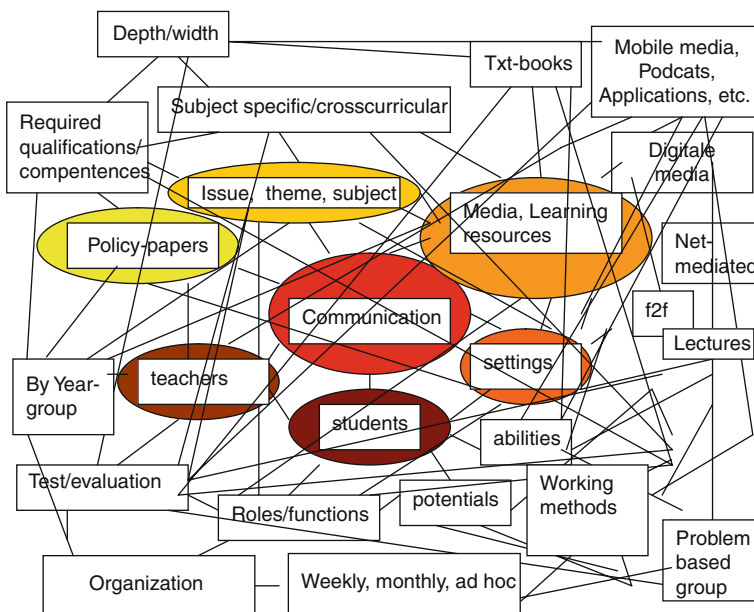 Depth/width
Txt-books
Mobile media,
Podcats,
Applications, etc.
Required
qualifications/
compentences
Subject specific/crosscurricular
Digitale
media
Issue, theme, subject
Media, Learning
resources
Policy-papers
Net-
mediated
Communication
f2f
Lectures
By Year-
group
teachers
settings
students
abilities
Test/evaluation
Roles/functions
potentials
Working
methods
Problem
based
group
Organization
Weekly, monthly, ad hoc